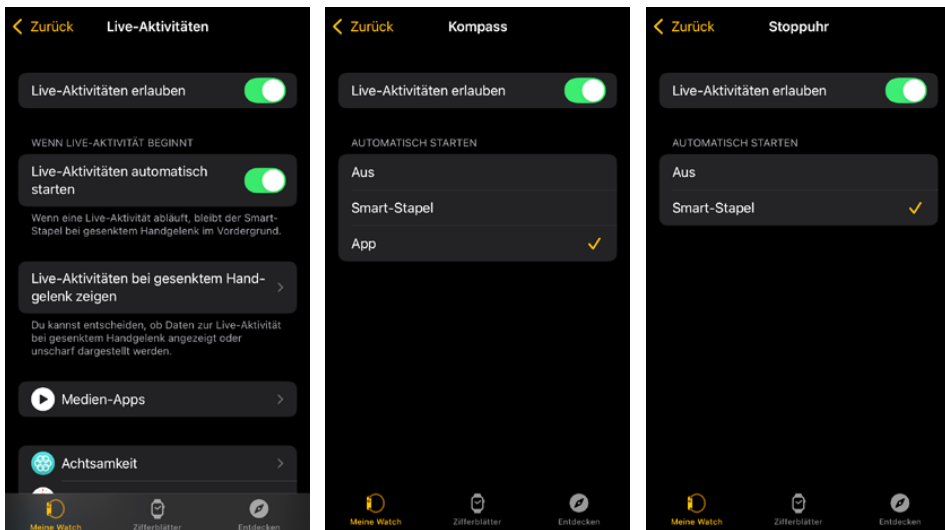 Zurück Live-Aktivitäten
Live-Aktivitäten erlauben
WENN LIVE-AKTIVITÄT BEGINNT
Live-Aktivitäten automatisch
starten
Wenn eine Live-Aktivität abläuft, bleibt der Smart-
Stapel bei gesenktem Handgelenk im Vordergrund.
Live-Aktivitäten bei gesenktem Hand-
gelenk zeigen
Du kannst entscheiden, ob Daten zur Live-Aktivität
bei gesenktem Handgelenk angezeigt oder
unscharf dargestellt werden.
Medien-Apps
Achtsamkeit
Meine Watch Zifferblätter Entdecken
Zurück Kompass
Live-Aktivitäten erlauben
AUTOMATISCH STARTEN
Aus
Smart-Stapel
App
Meine Watch Zifferblätter Entdecken
Zurück Stoppuhr
Live-Aktivitäten erlauben
AUTOMATISCH STARTEN
Aus
Smart-Stapel
Meine Watch Zifferblätter Entdecken